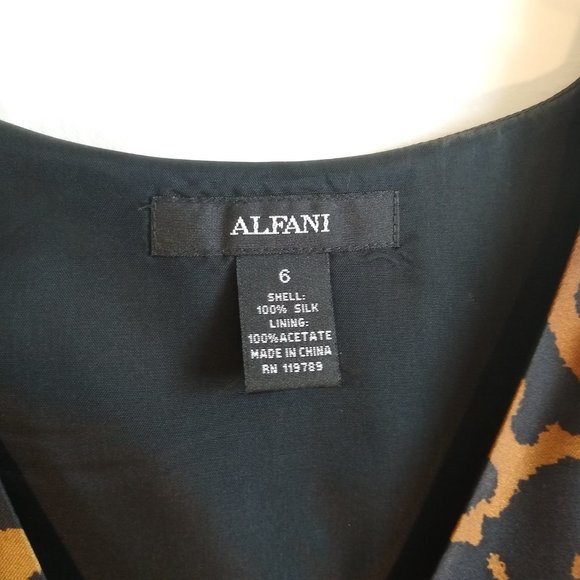 ALFANI
6
SHELL:
100% SILK
LINING:
100% ACETATE
MADE IN CHINA
RN 119789